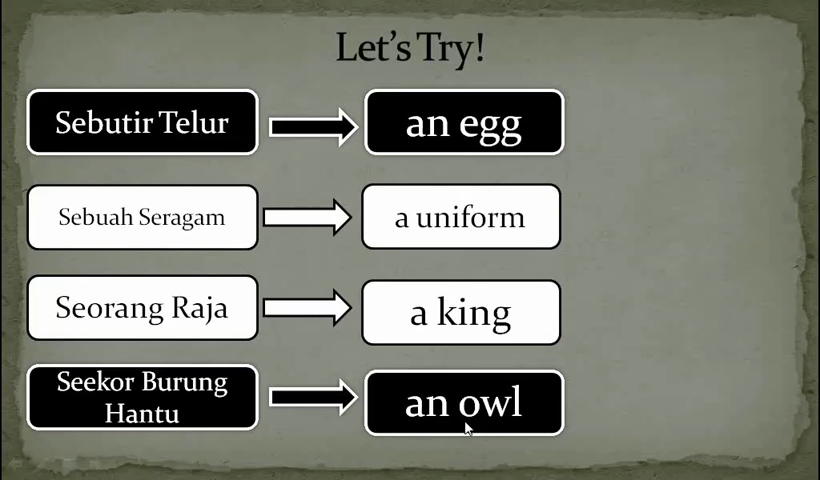 Let's Try!
Sebutir Telur
an egg
Sebuah Seragam
a uniform
Seorang Raja
a king
Seekor Burung
Hantu
an owl